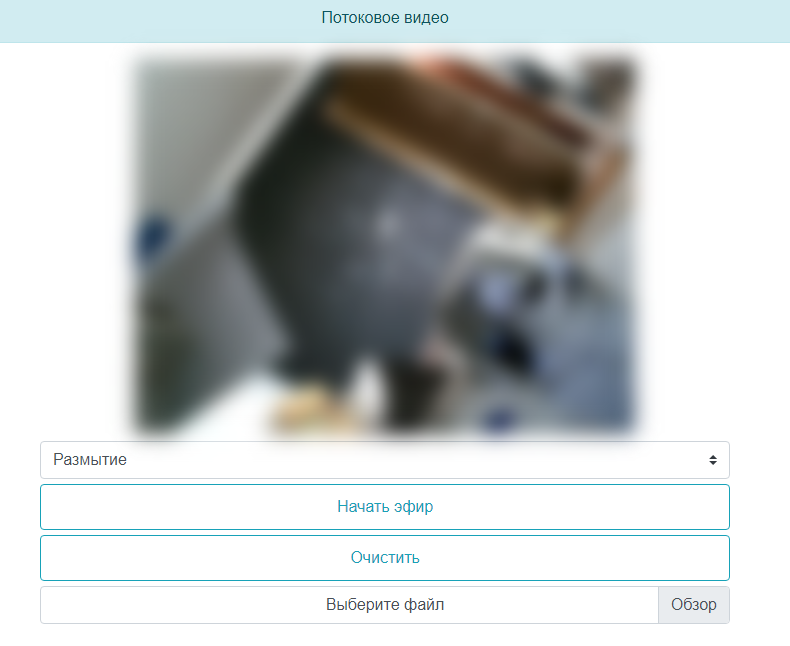 Потоковое видео
Размытие
Начать эфир
Очистить
Выберите файл
Обзор